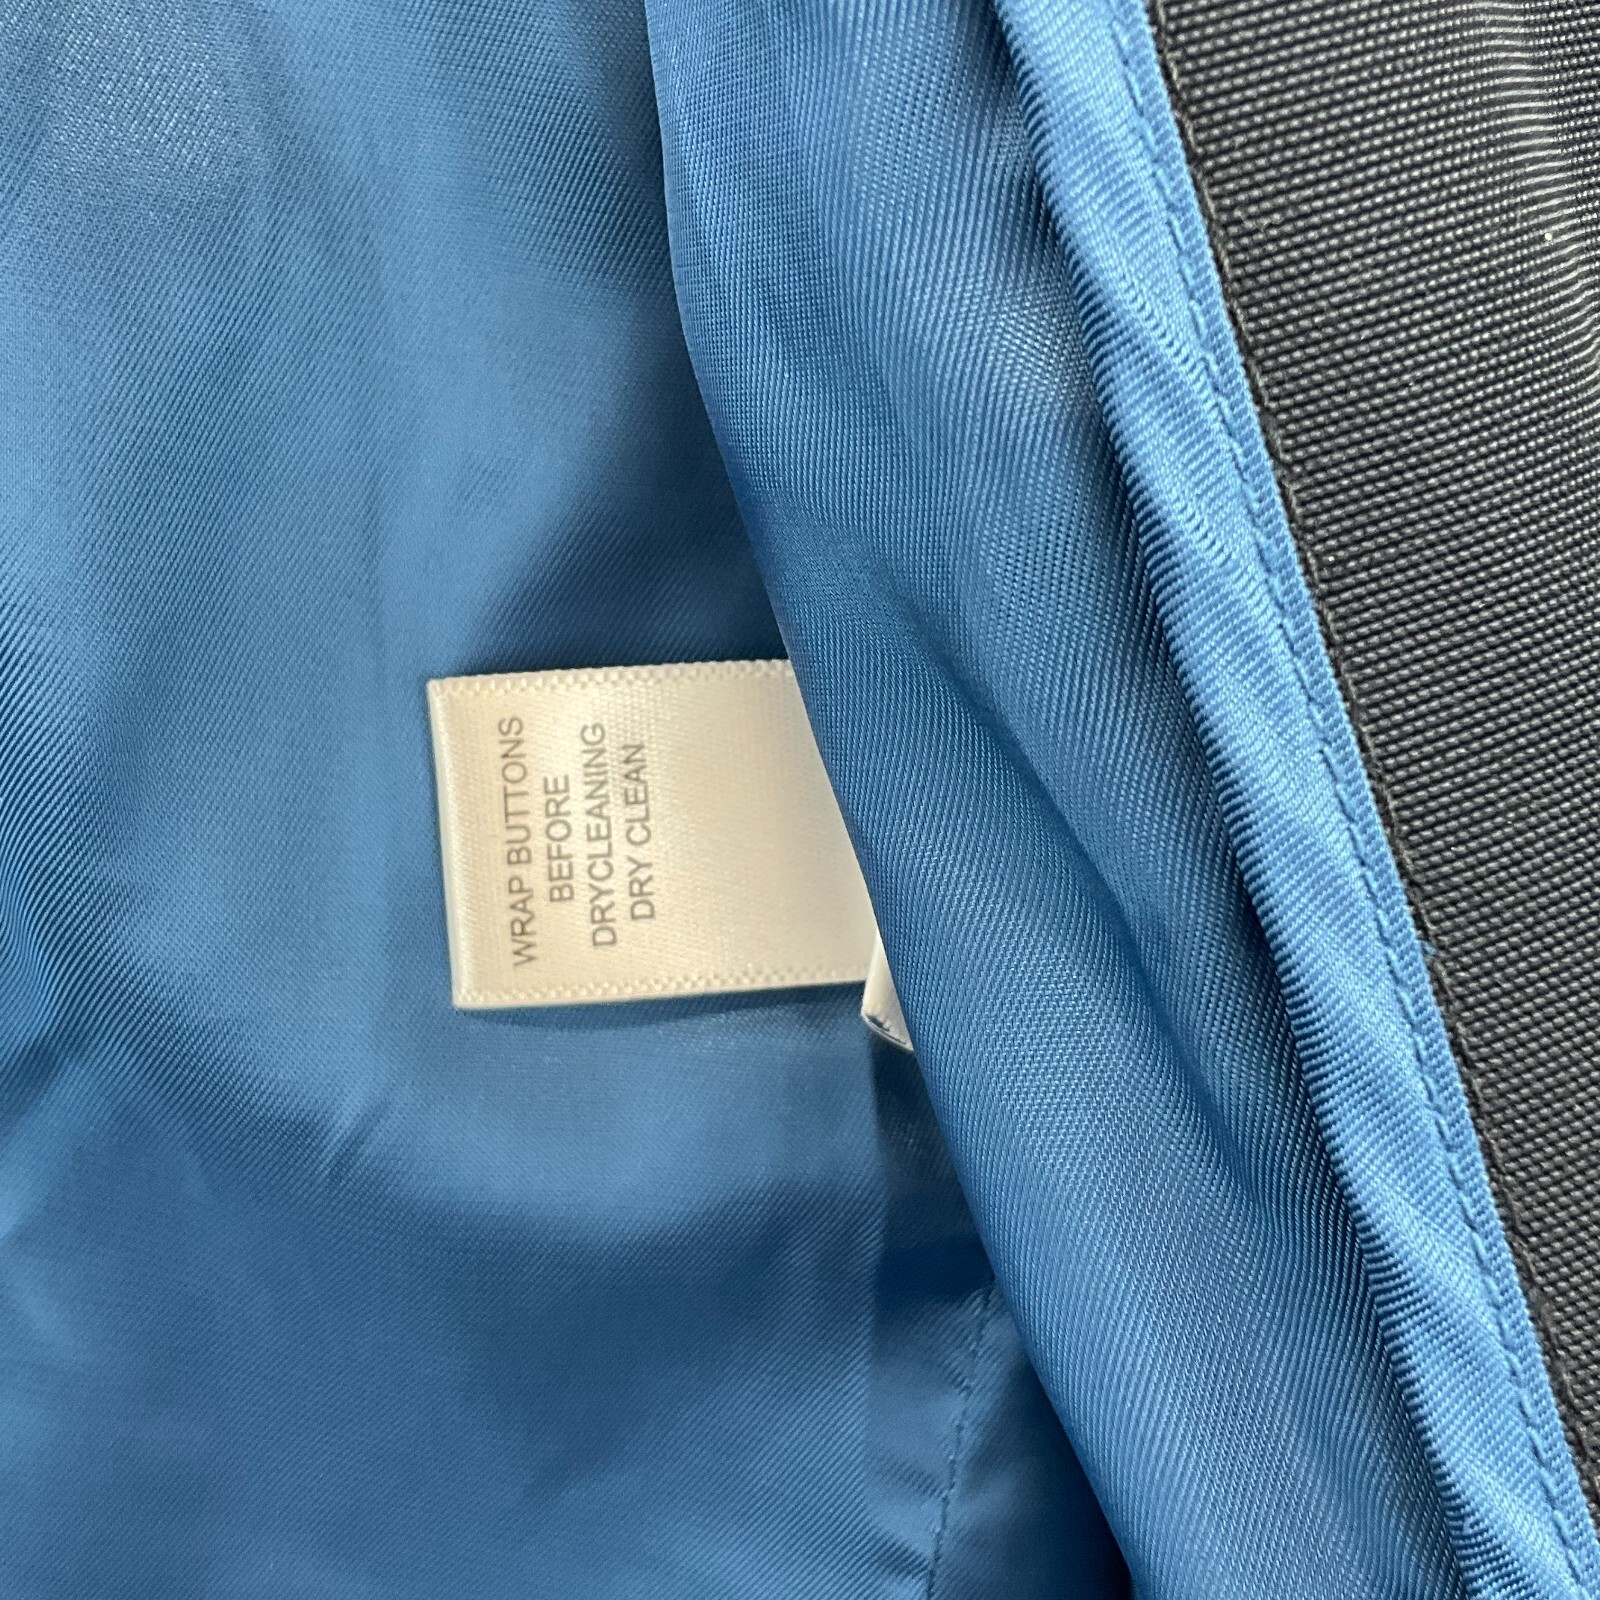 WRAP BUTTONS
BEFORE
DRYCLEANING
DRY CLEAN